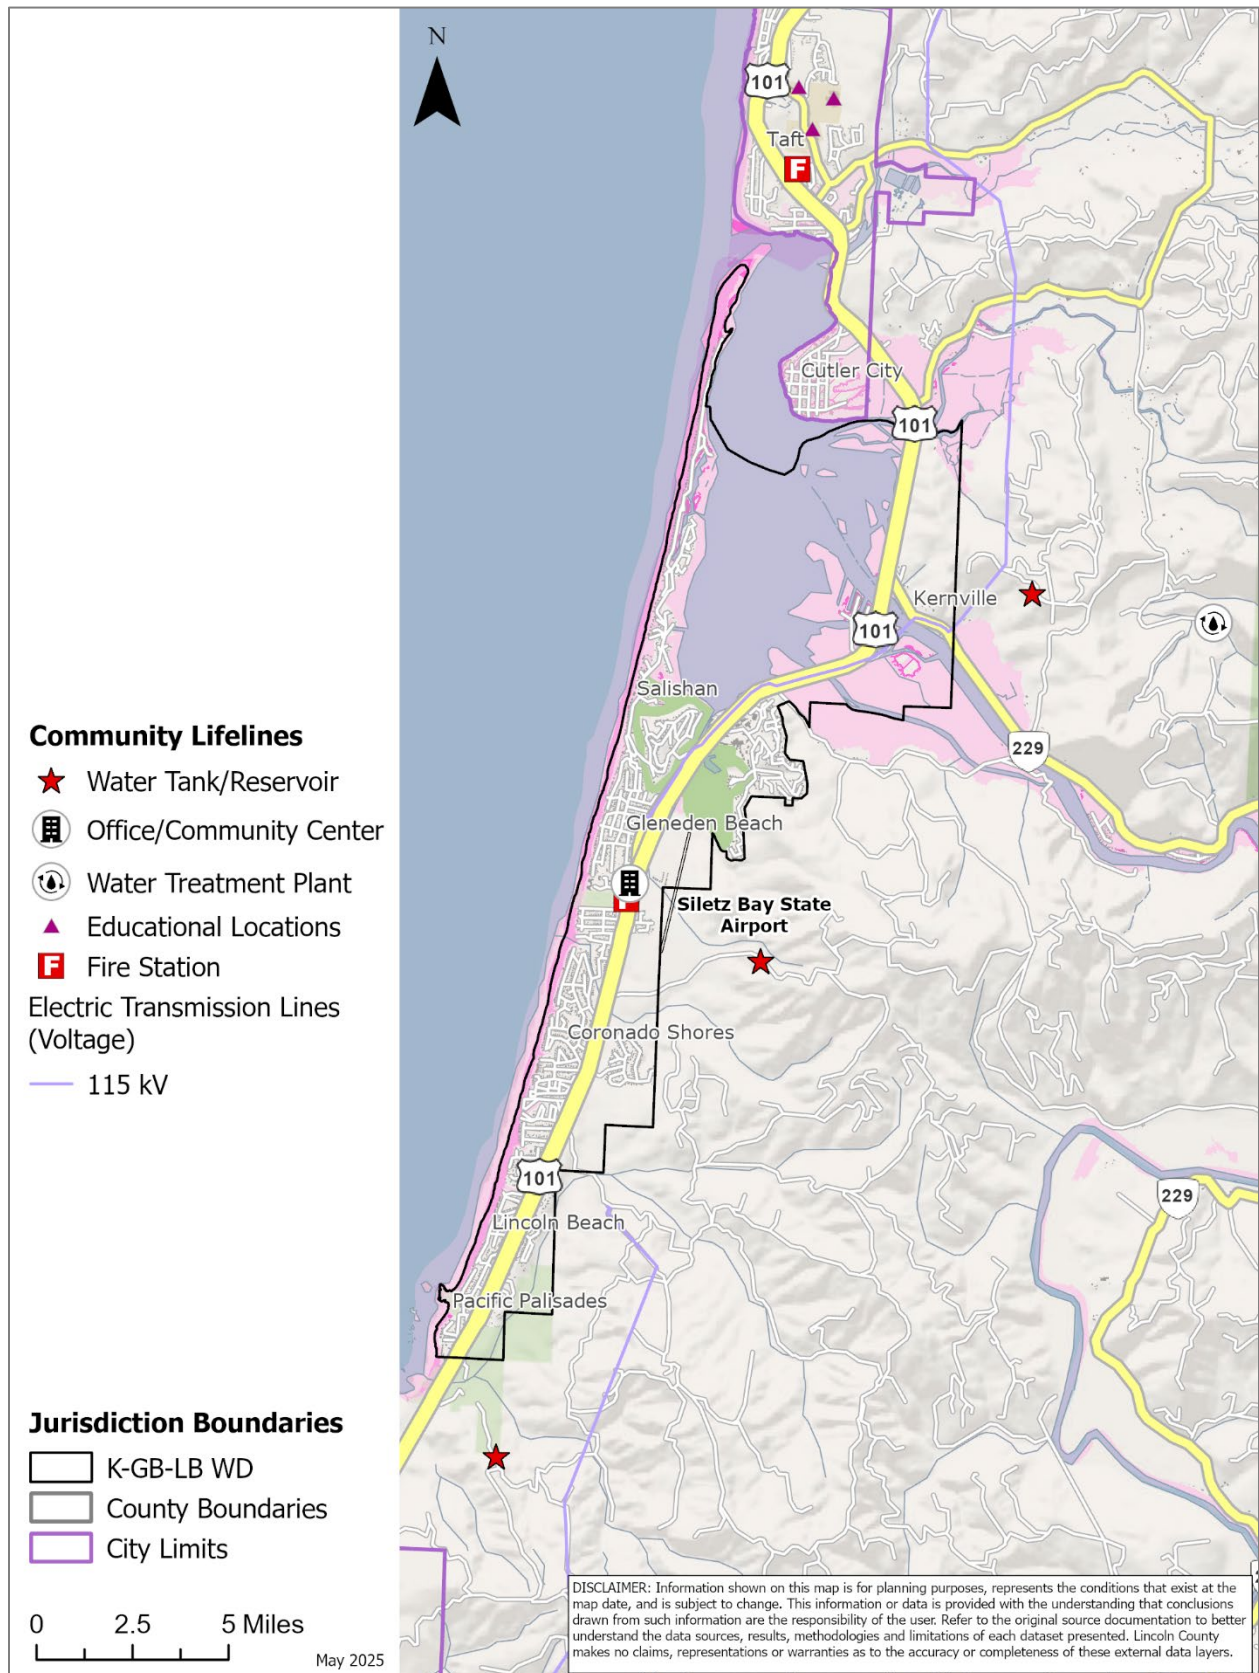 N
101
Taft
F
Cutler City
101
Kernville
101
Salishan
229
Gleneden Beach
F
Siletz Bay State
Airport
Coronado Shores
101
229
Lincoln Beach
Pacific Palisades
Community Lifelines
Water Tank/Reservoir
Office/Community Center
Water Treatment Plant
Educational Locations
F Fire Station
Electric Transmission Lines
(Voltage)
115 kV
Jurisdiction Boundaries
K-GB-LB WD
County Boundaries
City Limits
0 2.5 5 Miles
May 2025
DISCLAIMER: Information shown on this map is for planning purposes, represents the conditions that exist at the
map date, and is subject to change. This information or data is provided with the understanding that conclusions
drawn from such information are the responsibility of the user. Refer to the original source documentation to better
understand the data sources, results, methodologies and limitations of each dataset presented. Lincoln County
makes no claims, representations or warranties as to the accuracy or completeness of these external data layers.